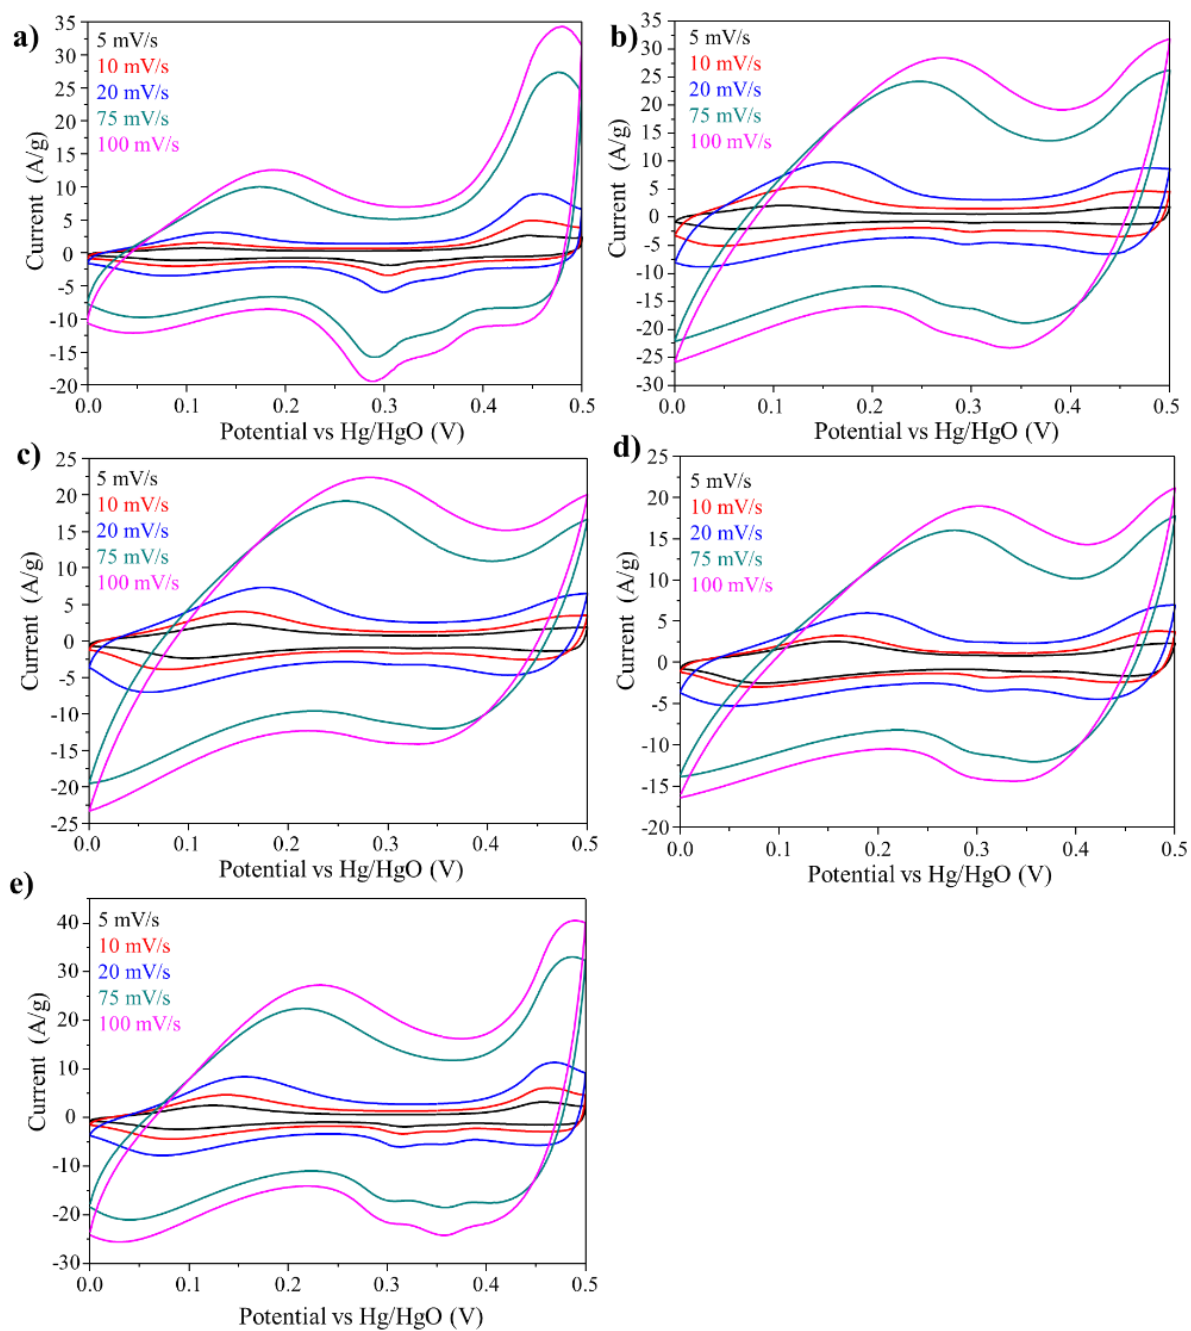 a)
5 mV/s
10 mV/s
20 mV/s
75 mV/s
100 mV/s
35
30
25
20
15
10
5
0
-5
-10
-15
-20
Current (A/g)
0.0 0.1 0.2 0.3 0.4 0.5
Potential vs Hg/HgO (V)
b)
5 mV/s
10 mV/s
20 mV/s
75 mV/s
100 mV/s
35
30
25
20
15
10
5
0
-5
-10
-15
-20
-25
-30
Current (A/g)
0.0 0.1 0.2 0.3 0.4 0.5
Potential vs Hg/HgO (V)
c)
5 mV/s
10 mV/s
20 mV/s
75 mV/s
100 mV/s
25
20
15
10
5
0
-5
-10
-15
-20
-25
Current (A/g)
0.0 0.1 0.2 0.3 0.4 0.5
Potential vs Hg/HgO (V)
d)
5 mV/s
10 mV/s
20 mV/s
75 mV/s
100 mV/s
25
20
15
10
5
0
-5
-10
-15
-20
Current (A/g)
0.0 0.1 0.2 0.3 0.4 0.5
Potential vs Hg/HgO (V)
e)
5 mV/s
10 mV/s
20 mV/s
75 mV/s
100 mV/s
40
30
20
10
0
-10
-20
-30
Current (A/g)
0.0 0.1 0.2 0.3 0.4 0.5
Potential vs Hg/HgO (V)